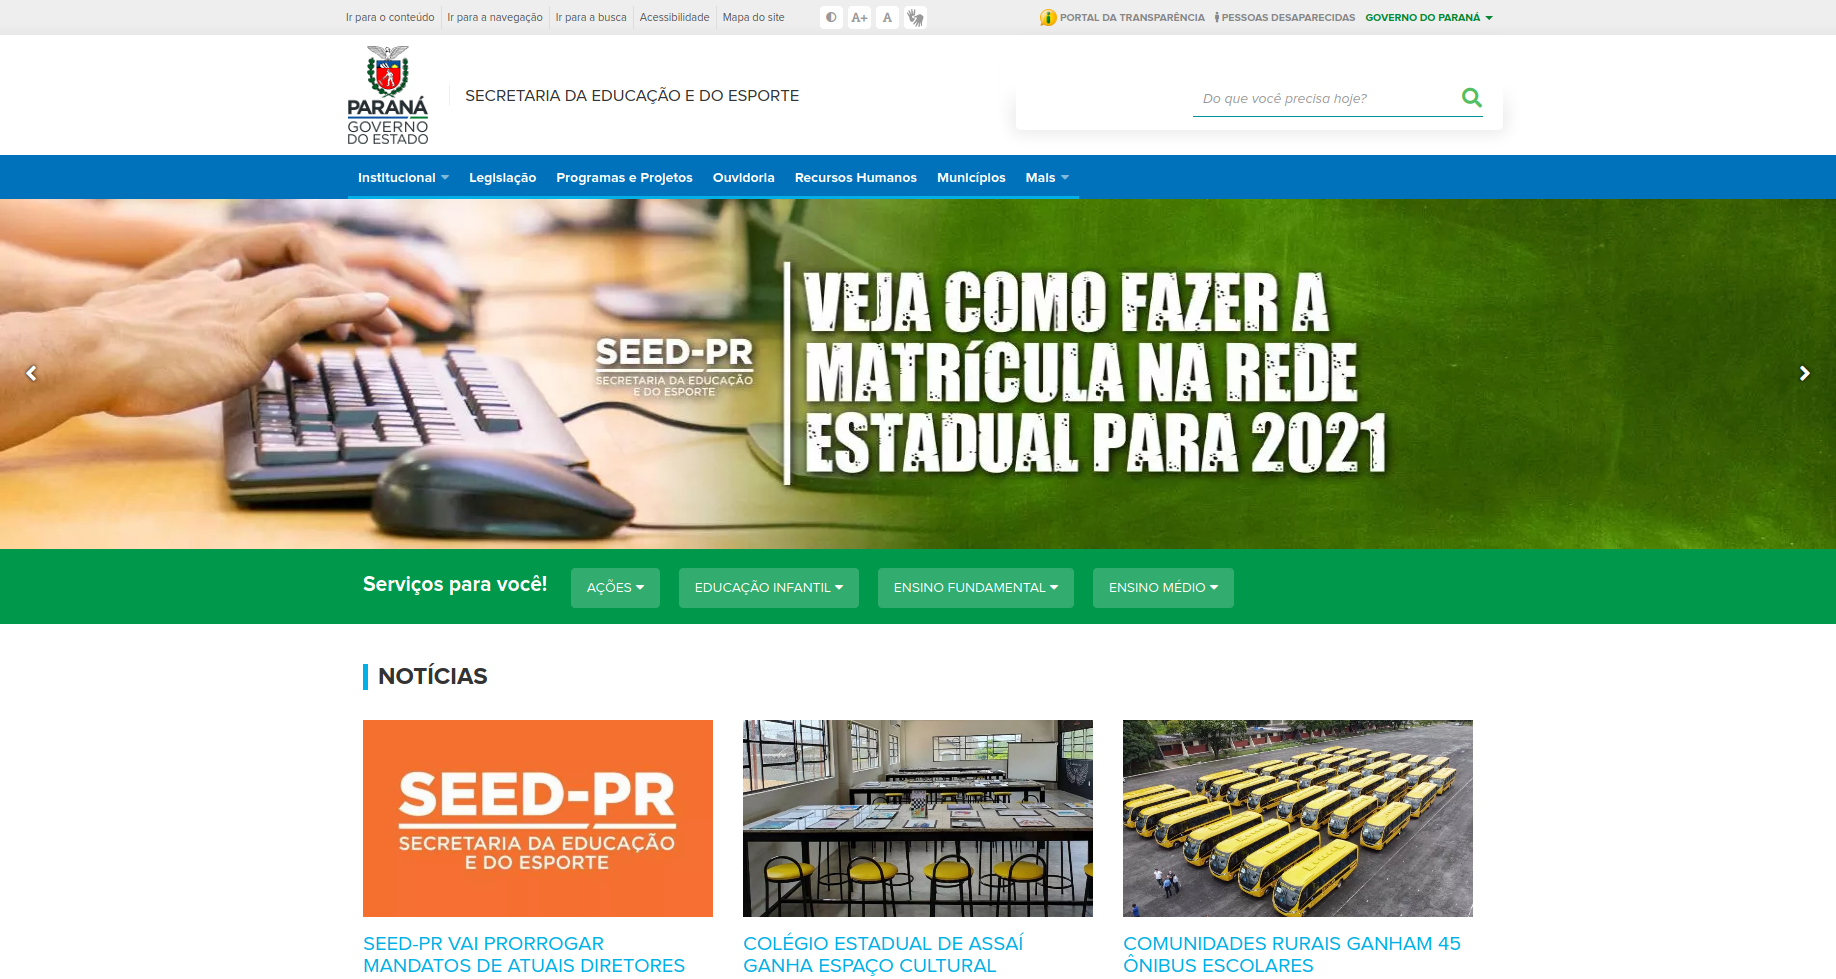 Ir para o conteúdo
Ir para a navegação
Ir para a busca
Acessibilidade
Mapa do site
A+
A
PORTAL DA TRANSPARÊNCIA
PESSOAS DESAPARECIDAS
GOVERNO DO PARANÁ
PARANÁ
GOVERNO
DO ESTADO
SECRETARIA DA EDUCAÇÃO E DO ESPORTE
Do que você precisa hoje?
Institucional
Legislação
Programas e Projetos
Ouvidoria
Recursos Humanos
Municípios
Mais
SEED-PR
SECRETARIA DA EDUCAÇÃO
E DO ESPORTE
VEJA COMO FAZER A
MATRÍCULA NA REDE
ESTADUAL PARA 2021
Serviços para você!
AÇÕES
EDUCAÇÃO INFANTIL
ENSINO FUNDAMENTAL
ENSINO MÉDIO
NOTÍCIAS
SEED-PR
SECRETARIA DA EDUCAÇÃO
E DO ESPORTE
SEED-PR VAI PRORROGAR
MANDATOS DE ATUAIS DIRETORES
COLÉGIO ESTADUAL DE ASSAÍ
GANHA ESPAÇO CULTURAL
COMUNIDADES RURAIS GANHAM 45
ÔNIBUS ESCOLARES